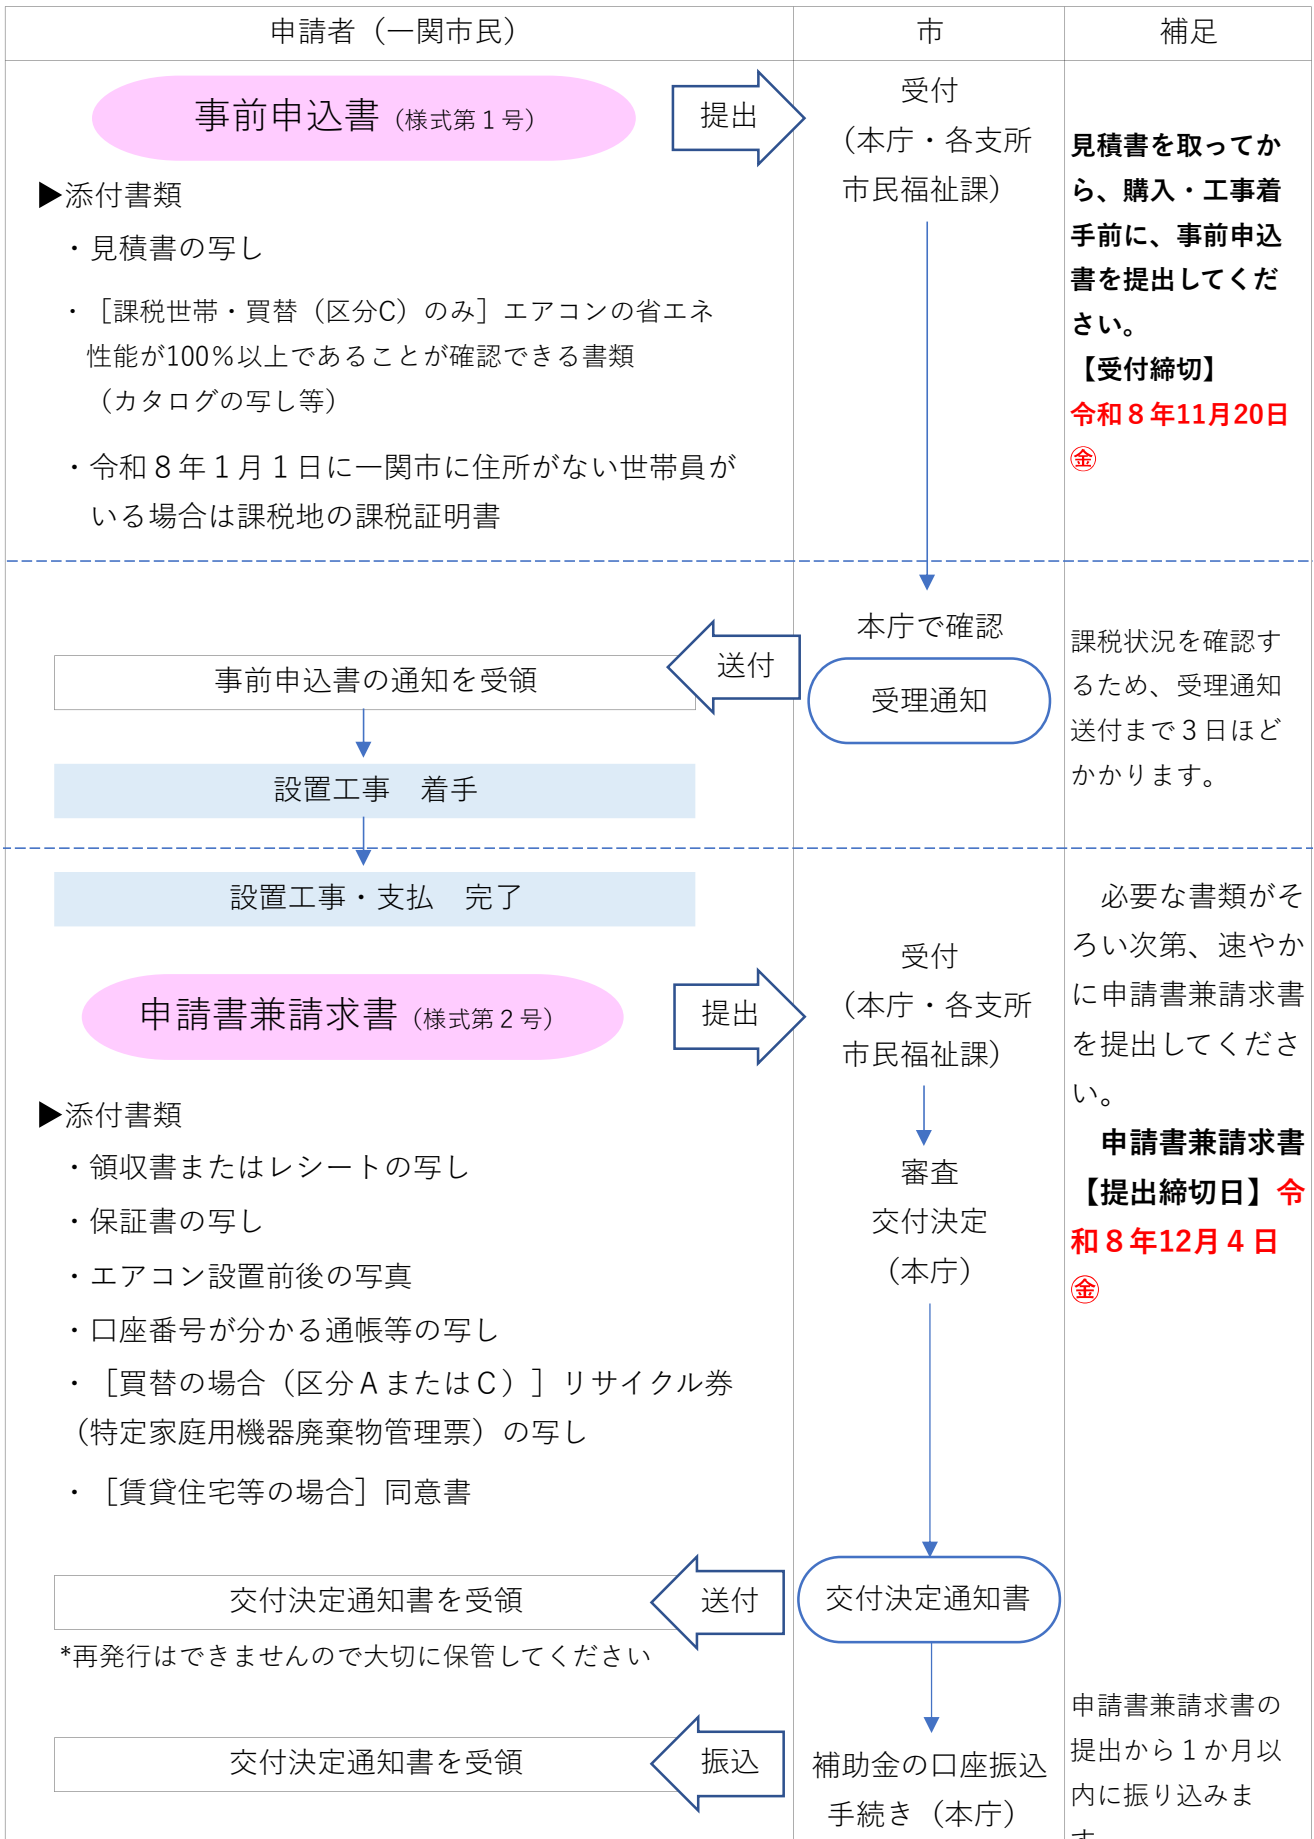 申請者（一関市民）
市
補足
事前申込書（様式第１号）
提出
受付
（本庁・各支所
市民福祉課）
見積書を取ってか
ら、購入・工事着
手前に、事前申込
書を提出してくだ
さい。
【受付締切】
令和８年11月20日
㊎
▶添付書類
・見積書の写し
・［課税世帯・買替（区分C）のみ］エアコンの省エネ
性能が100％以上であることが確認できる書類
（カタログの写し等）
・令和８年１月１日に一関市に住所がない世帯員が
いる場合は課税地の課税証明書
本庁で確認
受理通知
送付
事前申込書の通知を受領
課税状況を確認す
るため、受理通知
送付まで３日ほど
かかります。
設置工事　着手
設置工事・支払　完了
申請書兼請求書（様式第２号）
提出
受付
（本庁・各支所
市民福祉課）
審査
交付決定
（本庁）
必要な書類がそ
ろい次第、速やか
に申請書兼請求書
を提出してくださ
い。
申請書兼請求書
【提出締切日】令
和８年12月４日
㊎
▶添付書類
・領収書またはレシートの写し
・保証書の写し
・エアコン設置前後の写真
・口座番号が分かる通帳等の写し
・［買替の場合（区分ＡまたはＣ）］リサイクル券
（特定家庭用機器廃棄物管理票）の写し
・［賃貸住宅等の場合］同意書
交付決定通知書を受領
送付
交付決定通知書
*再発行はできませんので大切に保管してください
交付決定通知書を受領
振込
補助金の口座振込
手続き（本庁）
申請書兼請求書の
提出から１か月以
内に振り込みま